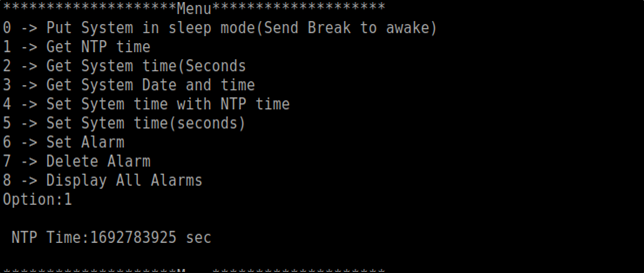 ********************Menu********************
0 -> Put System in sleep mode(Send Break to awake)
1 -> Get NTP time
2 -> Get System time(Seconds
3 -> Get System Date and time
4 -> Set Sytem time with NTP time
5 -> Set Sytem time(seconds)
6 -> Set Alarm
7 -> Delete Alarm
8 -> Display All Alarms
Option:1
NTP Time:1692783925 sec